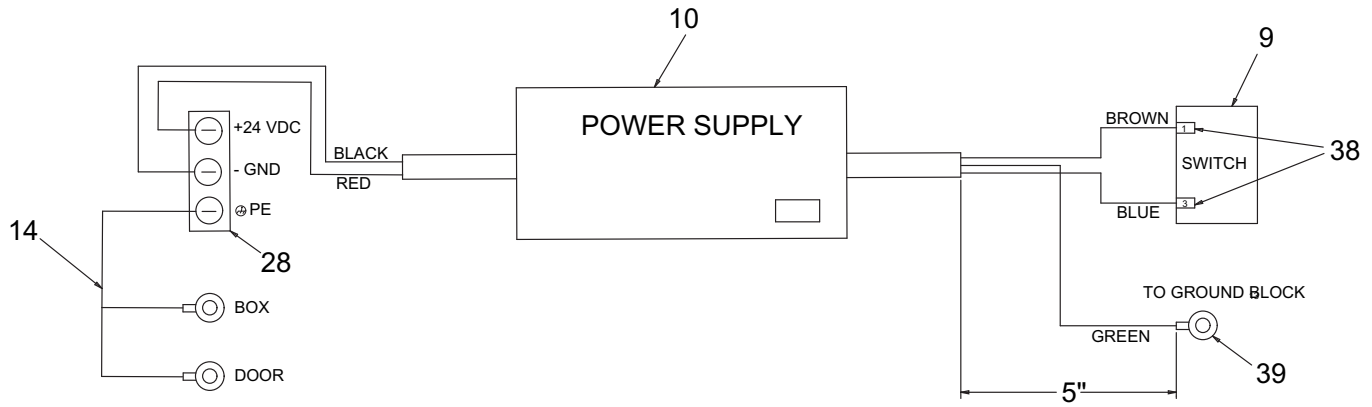 10
9
POWER SUPPLY
+24 VDC
- GND
PE
BLACK
RED
BROWN
1
SWITCH
3
BLUE
38
14
28
BOX
DOOR
TO GROUND BLOCK
GREEN
39
5"